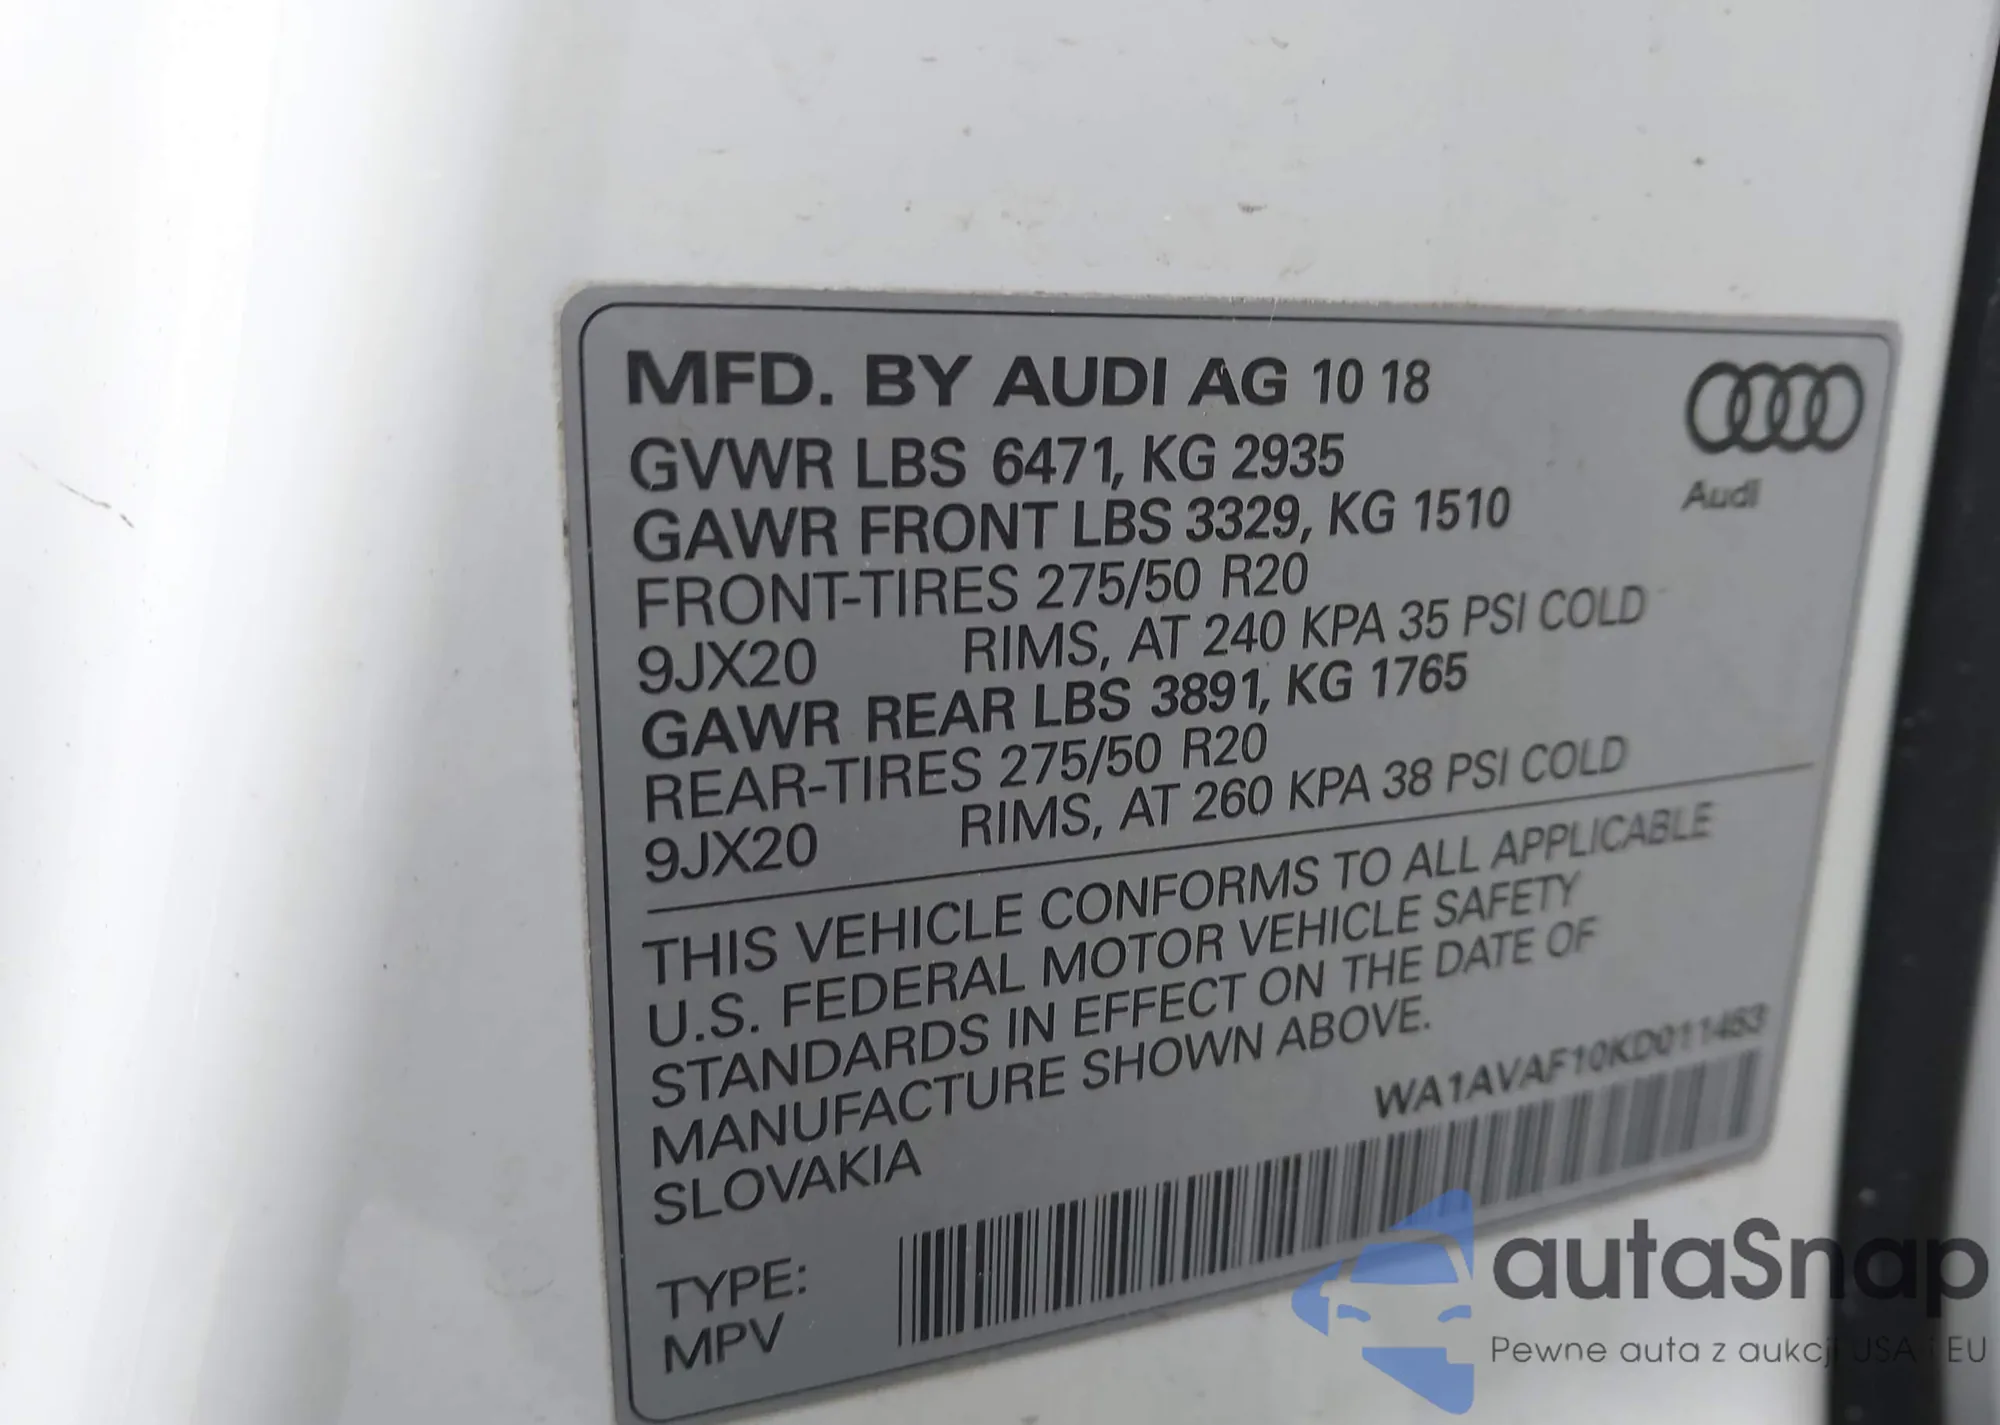 MFD. BY AUDI AG 10 18
GVWR LBS 6471, KG 2935
GAWR FRONT LBS 3329, KG 1510
FRONT-TIRES 275/50 R20
9JX20 RIMS, AT 240 KPA 35 PSI COLD
GAWR REAR LBS 3891, KG 1765
REAR-TIRES 275/50 R20
9JX20 RIMS, AT 260 KPA 38 PSI COLD
THIS VEHICLE CONFORMS TO ALL APPLICABLE
U.S. FEDERAL MOTOR VEHICLE SAFETY
STANDARDS IN EFFECT ON THE DATE OF
MANUFACTURE SHOWN ABOVE.
SLOVAKIA
WA1AVAF10KD011453
TYPE:
MPV
Audi
autaSnap
Pewne auta z aukcji USA i EU